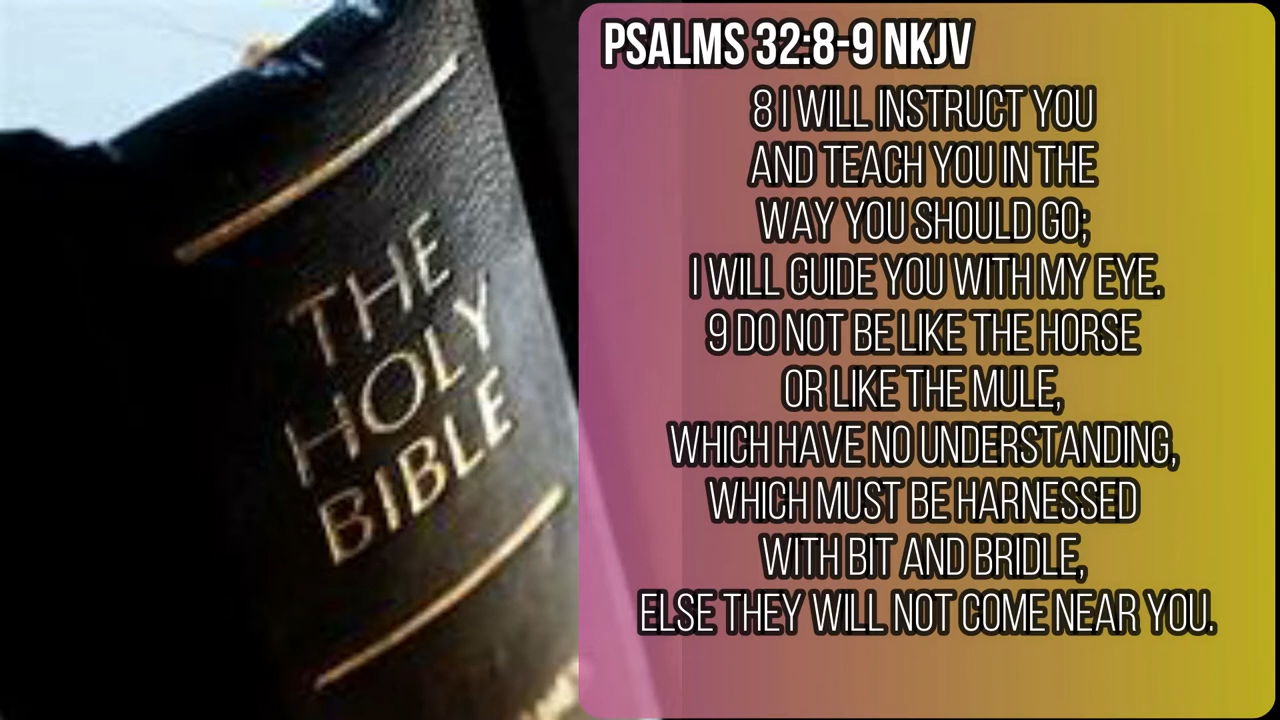 THE
HOLY
BIBLE
PSALMS 32:8-9 NKJV
8 I WILL INSTRUCT YOU
AND TEACH YOU IN THE
WAY YOU SHOULD GO;
I WILL GUIDE YOU WITH MY EYE.
9 DO NOT BE LIKE THE HORSE
OR LIKE THE MULE,
WHICH HAVE NO UNDERSTANDING,
WHICH MUST BE HARNESSED
WITH BIT AND BRIDLE,
ELSE THEY WILL NOT COME NEAR YOU.